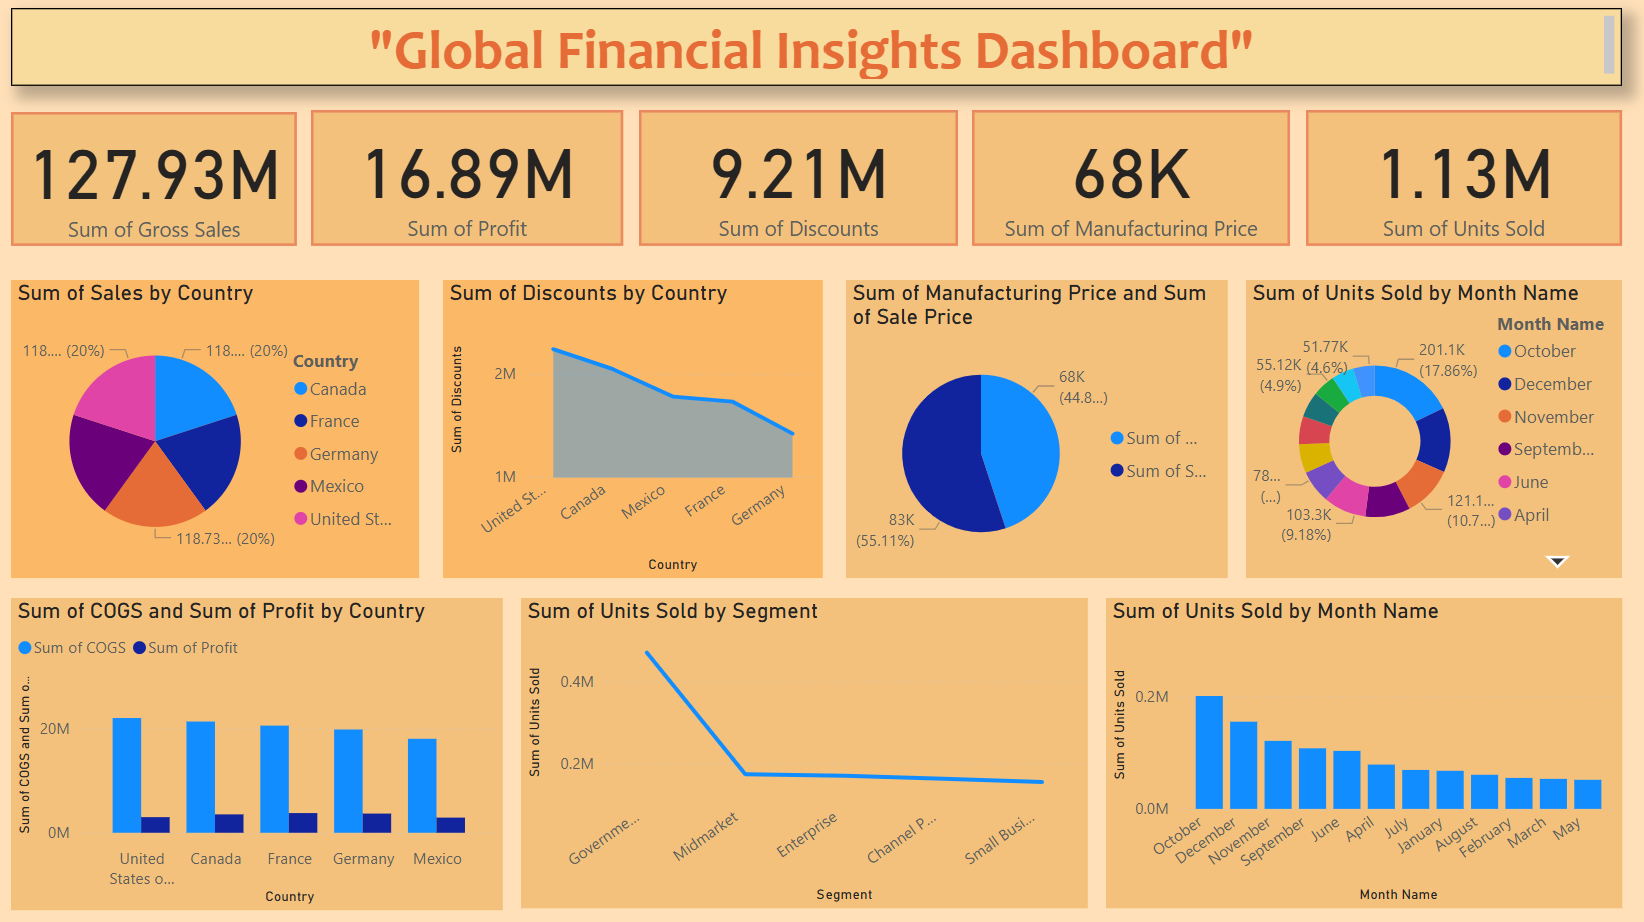 "Global Financial Insights Dashboard"
127.93M
Sum of Gross Sales
16.89M
Sum of Profit
9.21M
Sum of Discounts
68K
Sum of Manufacturing Price
1.13M
Sum of Units Sold
Sum of Sales by Country
118.... (20%)
118.... (20%)
118.73... (20%)
Country
Canada
France
Germany
Mexico
United St...
Sum of Discounts by Country
Sum of Discounts
2M
1M
United St...
Canada
Mexico
France
Germany
Country
Sum of Manufacturing Price and Sum
of Sale Price
68K
(44.8...)
83K
(55.11%)
Sum of ...
Sum of S...
Sum of Units Sold by Month Name
51.77K
(4.6%)
55.12K
(4.9%)
78...
(...)
103.3K
(9.18%)
201.1K
(17.86%)
121.1...
(10.7...)
Month Name
October
December
November
Septemb...
June
April
Sum of COGS and Sum of Profit by Country
Sum of COGS
Sum of Profit
Sum of COGS and Sum o...
20M
0M
United
States o...
Canada
France
Germany
Mexico
Country
Sum of Units Sold by Segment
Sum of Units Sold
0.4M
0.2M
Governme...
Midmarket
Enterprise
Channel P...
Small Busi...
Segment
Sum of Units Sold by Month Name
Sum of Units Sold
0.2M
0.0M
October
December
November
September
June
April
July
January
August
February
March
May
Month Name